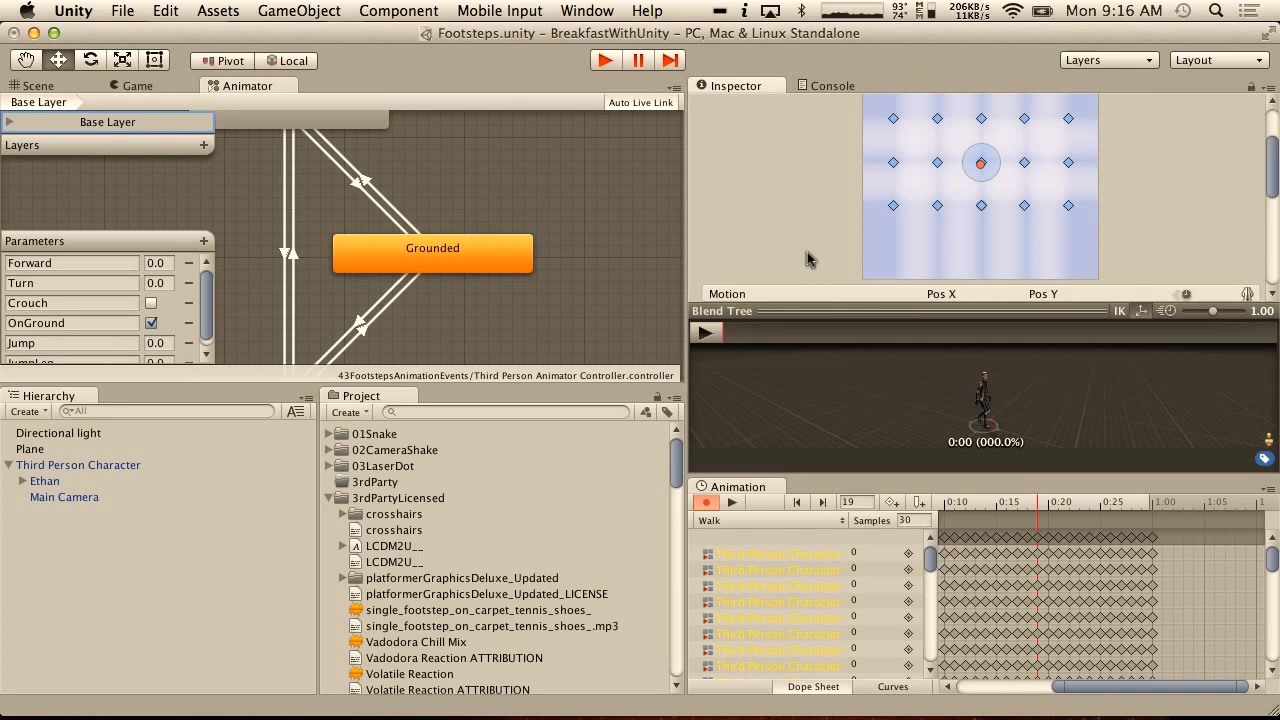 Unity File Edit Assets GameObject Component Mobile Input Window Help 93° 74° 206KB/s 11KB/s Mon 9:16 AM
Footsteps.unity – BreakfastWithUnity – PC, Mac & Linux Standalone
Pivot Local Layers Layout
Scene Game Animator Inspector Console
Base Layer Auto Live Link
Base Layer
Layers
Parameters
Forward 0.0
Turn 0.0
Crouch
OnGround
Jump 0.0
Grounded
43FootstepsAnimationEvents/Third Person Animator Controller.controller
Motion Pos X Pos Y
Blend Tree IK 1.00
0:00 (000.0%)
Hierarchy
Create All
Directional light
Plane
Third Person Character
Ethan
Main Camera
Project
Create
01Snake
02CameraShake
03LaserDot
3rdParty
3rdPartyLicensed
crosshairs
crosshairs
LCDM2U__
LCDM2U__
platformerGraphicsDeluxe_Updated
platformerGraphicsDeluxe_Updated_LICENSE
single_footstep_on_carpet_tennis_shoes_
single_footstep_on_carpet_tennis_shoes_.mp3
Vadodora Chill Mix
Vadodora Reaction ATTRIBUTION
Volatile Reaction
Volatile Reaction ATTRIBUTION
Animation
19 0:10 0:15 0:20 0:25 1:00 1:05
Walk Samples 30
Third Person Character 0
Third Person Character 0
Third Person Character 0
Third Person Character 0
Third Person Character 0
Third Person Character 0
Third Person Character 0
Third Person Character 0
Dope Sheet Curves